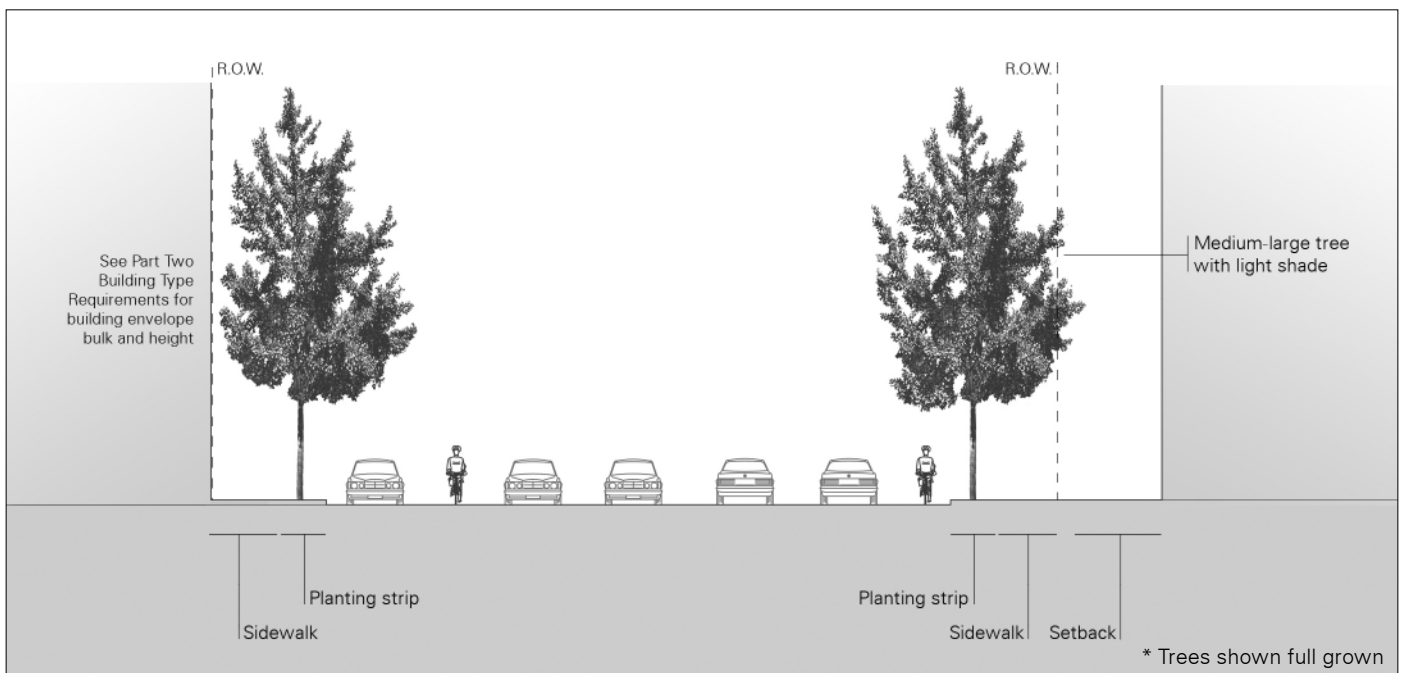 R.O.W.
R.O.W.
See Part Two
Building Type
Requirements for
building envelope
bulk and height
Medium-large tree
with light shade
Planting strip
Sidewalk
Planting strip
Sidewalk
Setback
* Trees shown full grown